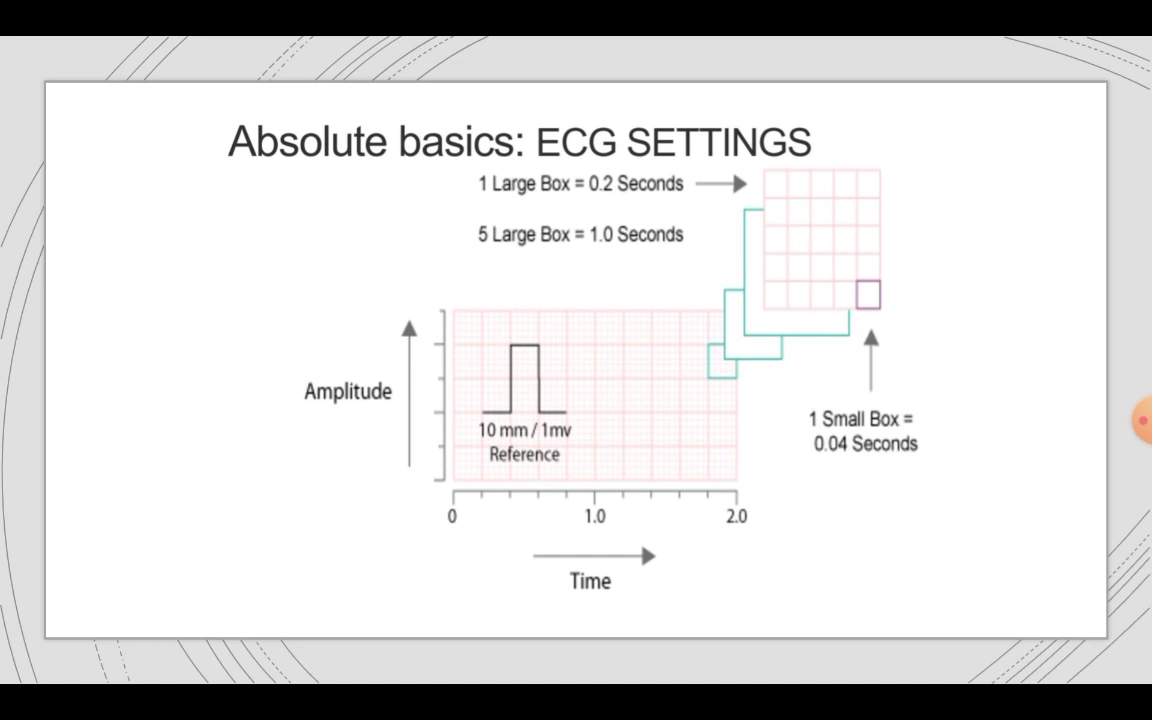 Absolute basics: ECG SETTINGS
1 Large Box = 0.2 Seconds
5 Large Box = 1.0 Seconds
Amplitude
10 mm / 1mv
Reference
1 Small Box =
0.04 Seconds
0 1.0 2.0
Time